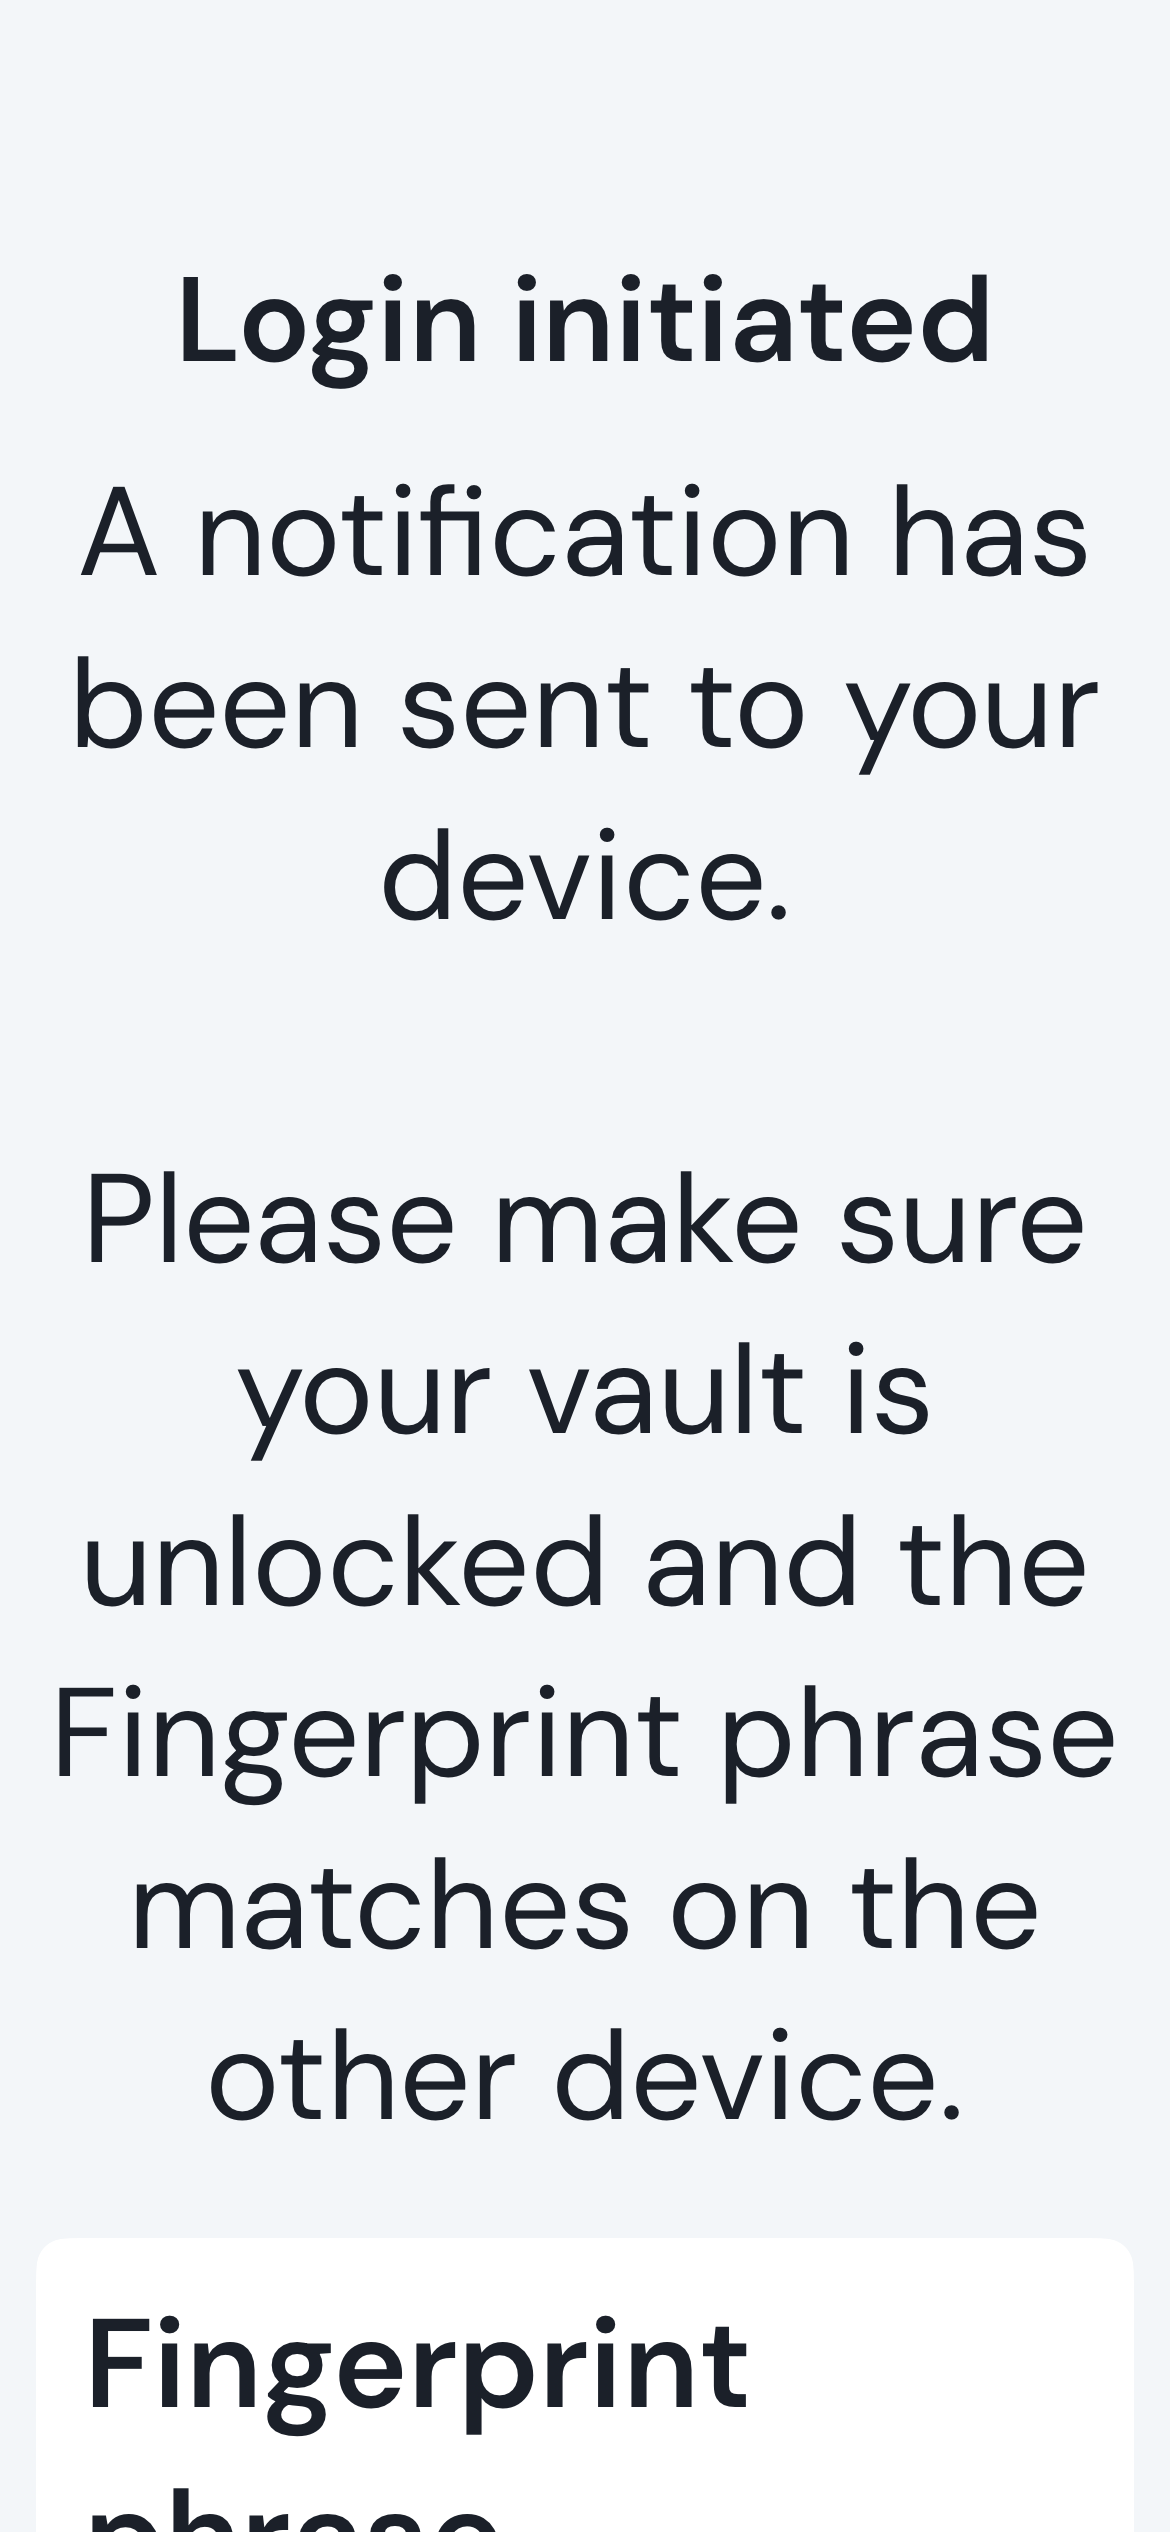 Login initiated
A notification has
been sent to your
device.
Please make sure
your vault is
unlocked and the
Fingerprint phrase
matches on the
other device.
Fingerprint
phrase